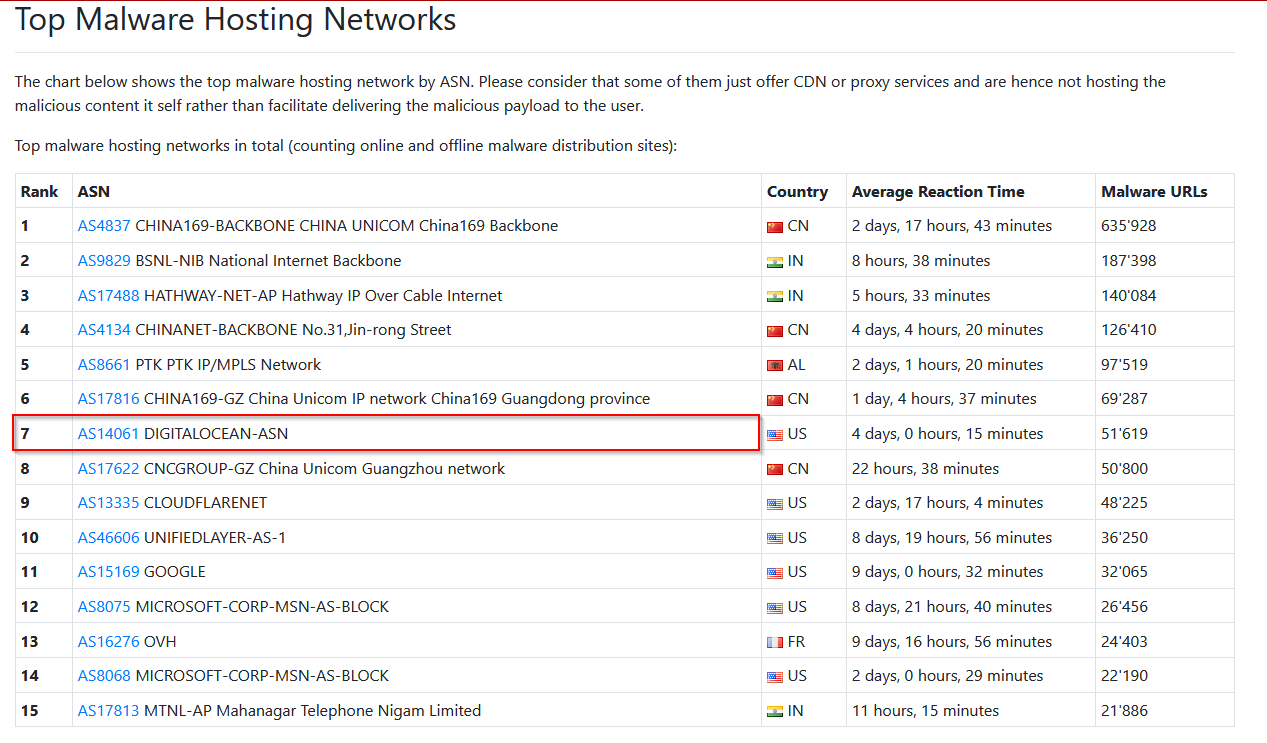 Top Malware Hosting Networks
The chart below shows the top malware hosting network by ASN. Please consider that some of them just offer CDN or proxy services and are hence not hosting the
malicious content it self rather than facilitate delivering the malicious payload to the user.
Top malware hosting networks in total (counting online and offline malware distribution sites):
Rank ASN Country Average Reaction Time Malware URLs
1 AS4837 CHINA169-BACKBONE CHINA UNICOM China169 Backbone CN 2 days, 17 hours, 43 minutes 635'928
2 AS9829 BSNL-NIB National Internet Backbone IN 8 hours, 38 minutes 187'398
3 AS17488 HATHWAY-NET-AP Hathway IP Over Cable Internet IN 5 hours, 33 minutes 140'084
4 AS4134 CHINANET-BACKBONE No.31,Jin-rong Street CN 4 days, 4 hours, 20 minutes 126'410
5 AS8661 PTK PTK IP/MPLS Network AL 2 days, 1 hours, 20 minutes 97'519
6 AS17816 CHINA169-GZ China Unicom IP network China169 Guangdong province CN 1 day, 4 hours, 37 minutes 69'287
7 AS14061 DIGITALOCEAN-ASN US 4 days, 0 hours, 15 minutes 51'619
8 AS17622 CNCGROUP-GZ China Unicom Guangzhou network CN 22 hours, 38 minutes 50'800
9 AS13335 CLOUDFLARENET US 2 days, 17 hours, 4 minutes 48'225
10 AS46606 UNIFIEDLAYER-AS-1 US 8 days, 19 hours, 56 minutes 36'250
11 AS15169 GOOGLE US 9 days, 0 hours, 32 minutes 32'065
12 AS8075 MICROSOFT-CORP-MSN-AS-BLOCK US 8 days, 21 hours, 40 minutes 26'456
13 AS16276 OVH FR 9 days, 16 hours, 56 minutes 24'403
14 AS8068 MICROSOFT-CORP-MSN-AS-BLOCK US 2 days, 0 hours, 29 minutes 22'190
15 AS17813 MTNL-AP Mahanagar Telephone Nigam Limited IN 11 hours, 15 minutes 21'886